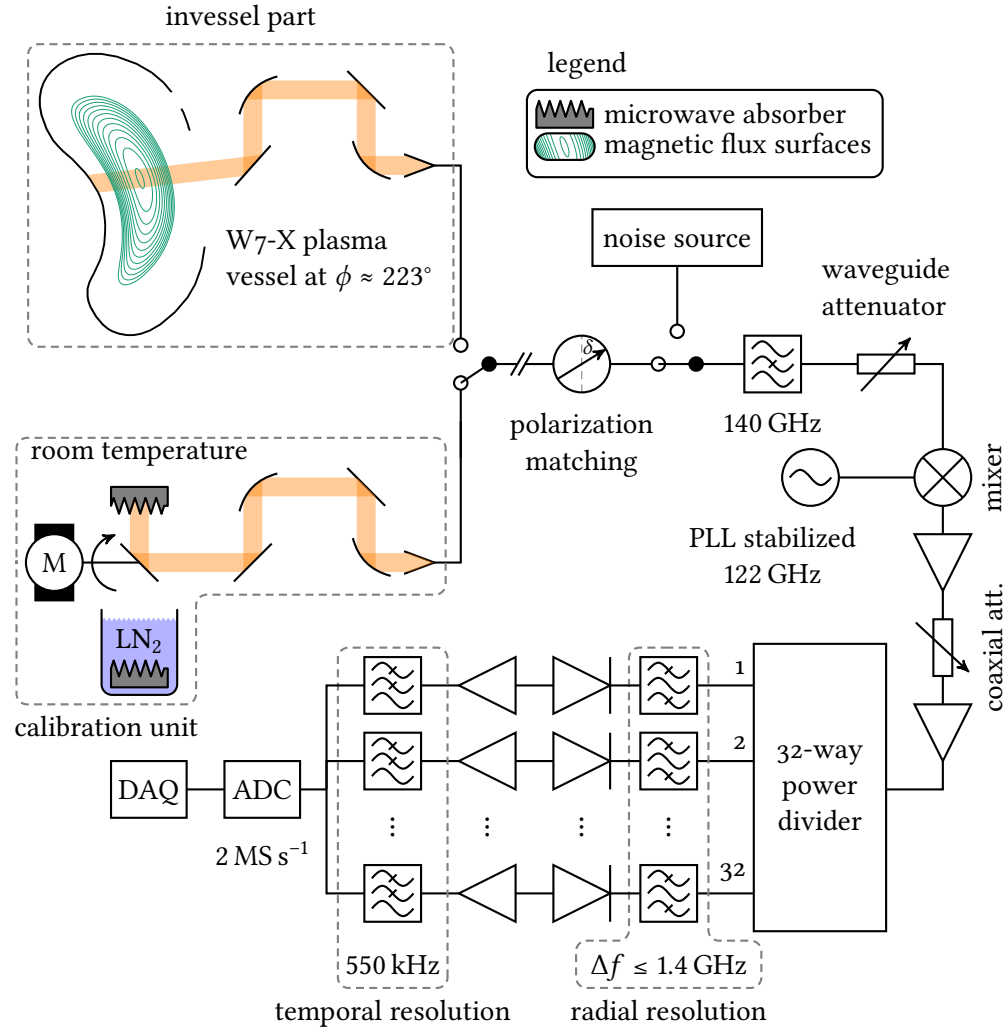 invessel part
legend
microwave absorber
magnetic flux surfaces
W7-X plasma
vessel at ϕ ≈ 223°
noise source
waveguide
attenuator
δ
polarization
matching
140 GHz
mixer
room temperature
M
PLL stabilized
122 GHz
LN₂
coaxial att.
calibration unit
1
2
32-way
power
divider
DAQ
ADC
2 MS s⁻¹
⋮ ⋮ ⋮ ⋮
32
550 kHz
Δf ≤ 1.4 GHz
temporal resolution
radial resolution